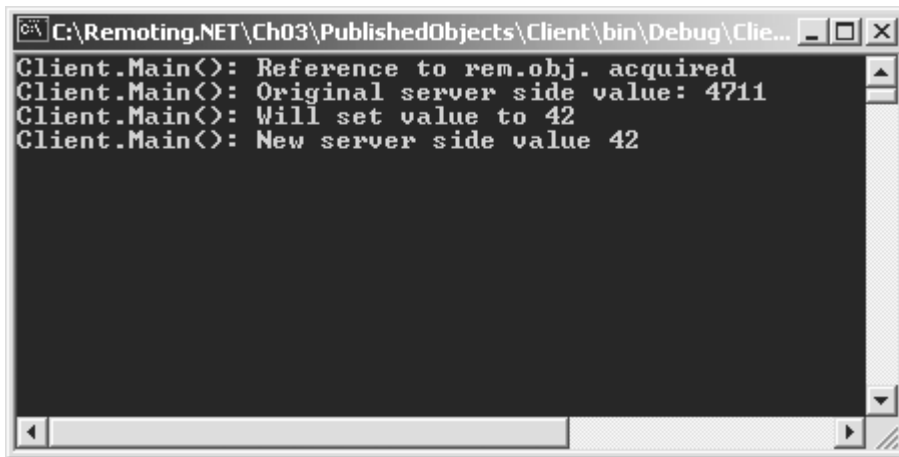 C:\Remoting.NET\Ch03\PublishedObjects\Client\bin\Debug\Clie...
Client.Main(): Reference to rem.obj. acquired
Client.Main(): Original server side value: 4711
Client.Main(): Will set value to 42
Client.Main(): New server side value 42